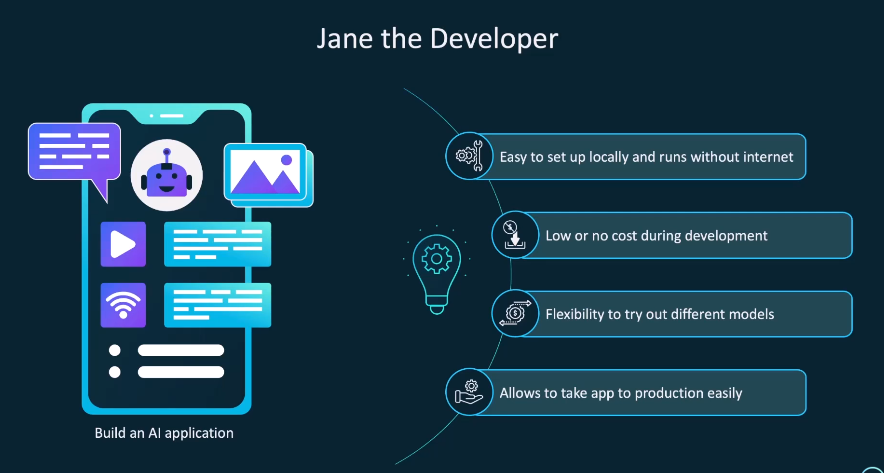 Jane the Developer
Easy to set up locally and runs without internet
Low or no cost during development
Flexibility to try out different models
Allows to take app to production easily
Build an AI application